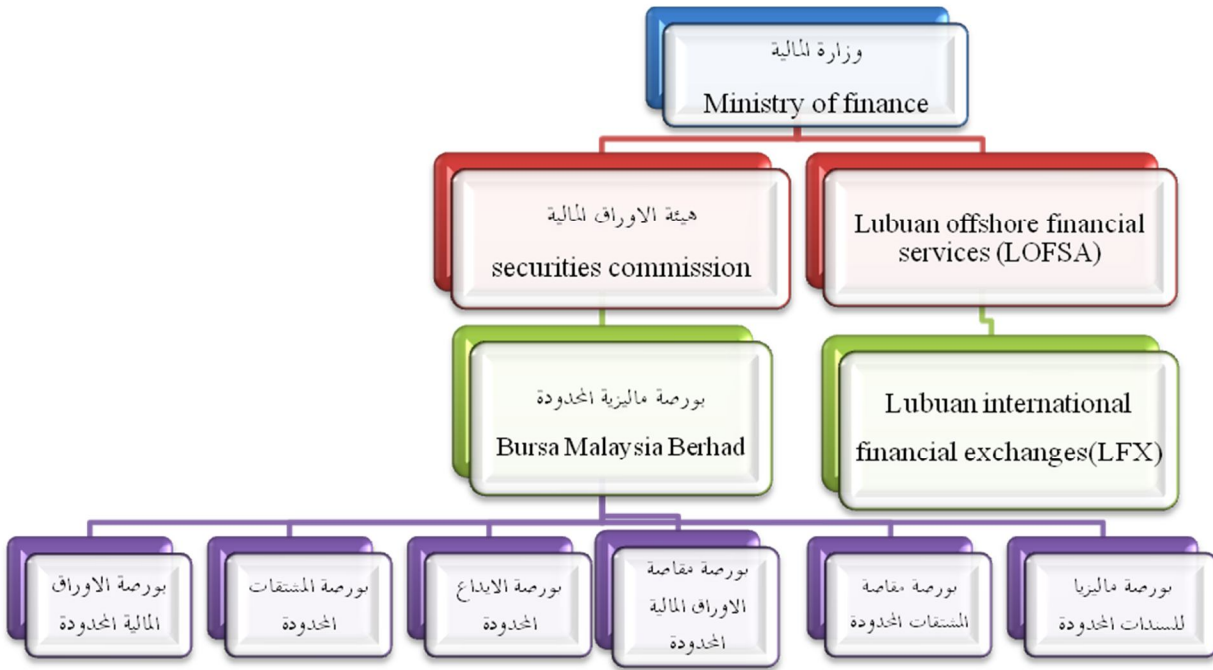 وزارة المالية
Ministry of finance
هيئة الاوراق المالية
securities commission
Lubuan offshore financial
services (LOFSA)
بورصة ماليزية المحدودة
Bursa Malaysia Berhad
Lubuan international
financial exchanges(LFX)
بورصة الاوراق
المالية المحدودة
بورصة المشتقات
المحدودة
بورصة الايداع
المحدودة
بورصة مقاصة
الاوراق المالية
المحدودة
بورصة مقاصة
المشتقات المحدودة
بورصة ماليزيا
للسدات المحدودة